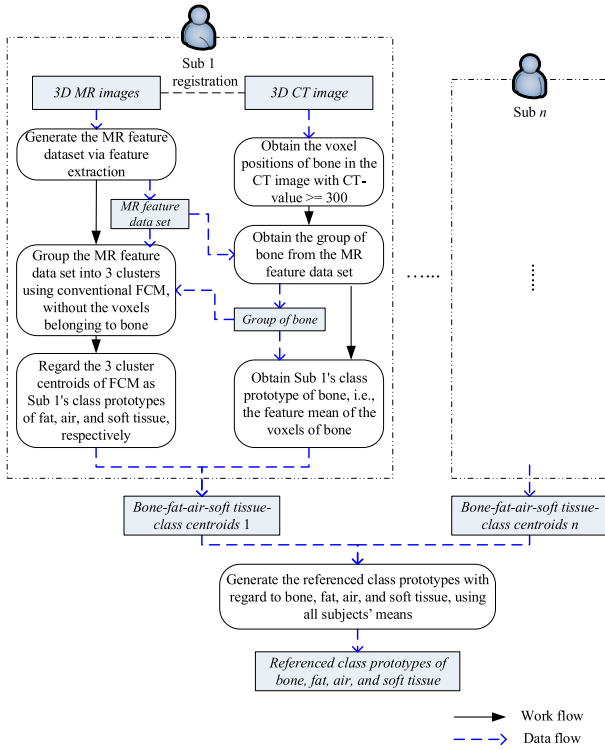 Sub 1
registration
3D MR images
3D CT image
Generate the MR feature
dataset via feature
extraction
Obtain the voxel
positions of bone in the
CT image with CT-
value >= 300
MR feature
data set
Group the MR feature
data set into 3 clusters
using conventional FCM,
without the voxels
belonging to bone
Obtain the group of
bone from the MR
feature data set
Group of bone
Regard the 3 cluster
centroids of FCM as
Sub 1's class prototypes
of fat, air, and soft tissue,
respectively
Obtain Sub 1's class
prototype of bone, i.e.,
the feature mean of the
voxels of bone
Sub n
......
Bone-fat-air-soft tissue-
class centroids 1
Bone-fat-air-soft tissue-
class centroids n
Generate the referenced class prototypes with
regard to bone, fat, air, and soft tissue, using
all subjects' means
Referenced class prototypes of
bone, fat, air, and soft tissue
Work flow
Data flow